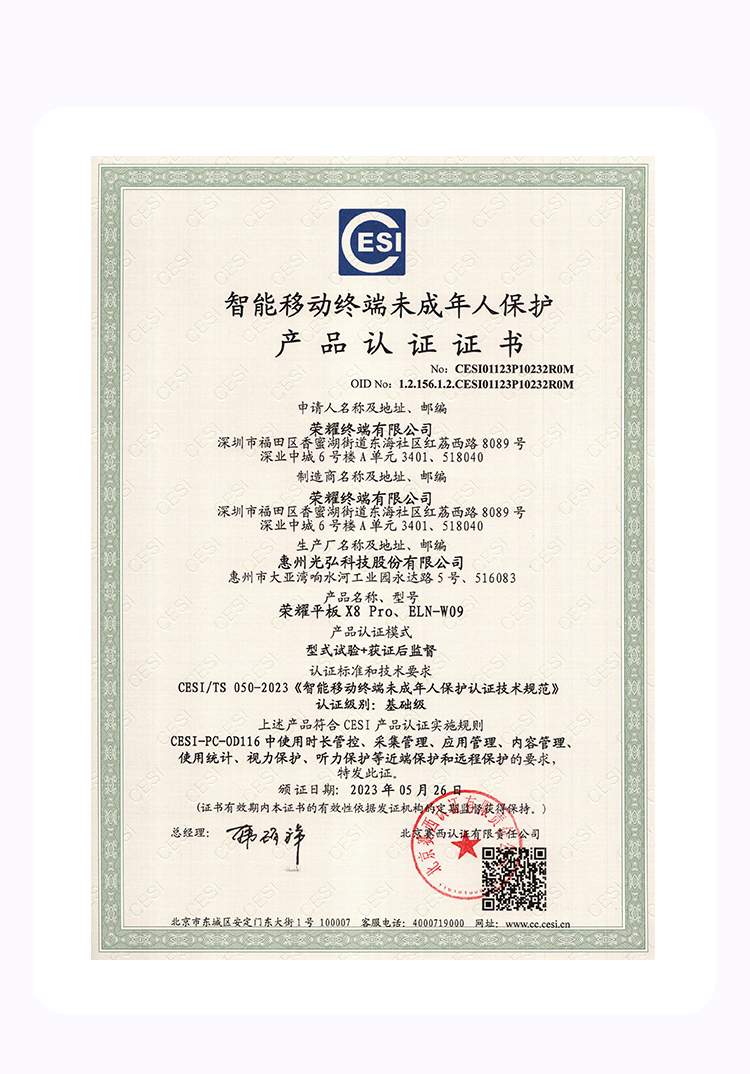 CESI
智能移动终端未成年人保护
产品认证证书
No: CESI01123P10232R0M
OID No: 1.2.156.1.2.CESI01123P10232R0M
申请人名称及地址、邮编
荣耀终端有限公司
深圳市福田区香蜜湖街道东海社区红荔西路 8089 号
深业中城 6 号楼 A 单元 3401、518040
制造商名称及地址、邮编
荣耀终端有限公司
深圳市福田区香蜜湖街道东海社区红荔西路 8089 号
深业中城 6 号楼 A 单元 3401、518040
生产厂名称及地址、邮编
惠州光弘科技股份有限公司
惠州市大亚湾响水河工业园永达路 5 号、516083
产品名称、型号
荣耀平板 X8 Pro、ELN-W09
产品认证模式
型式试验+获证后监督
认证标准和技术要求
CESI/TS 050-2023《智能移动终端未成年人保护认证技术规范》
认证级别：基础级
上述产品符合 CESI 产品认证实施规则
CESI-PC-OD116 中使用时长管控、采集管理、应用管理、内容管理、
使用统计、视力保护、听力保护等近端保护和远程保护的要求，
特发此证。
颁证日期: 2023 年 05 月 26 日
(证书有效期内本证书的有效性依据发证机构的定期监督获得保持。)
总经理：
北京赛西认证有限责任公司
北京赛西认证有限责任公司
北京市东城区安定门东大街 1 号 100007 客服电话: 4000719000 网址: www.cc.cesi.cn